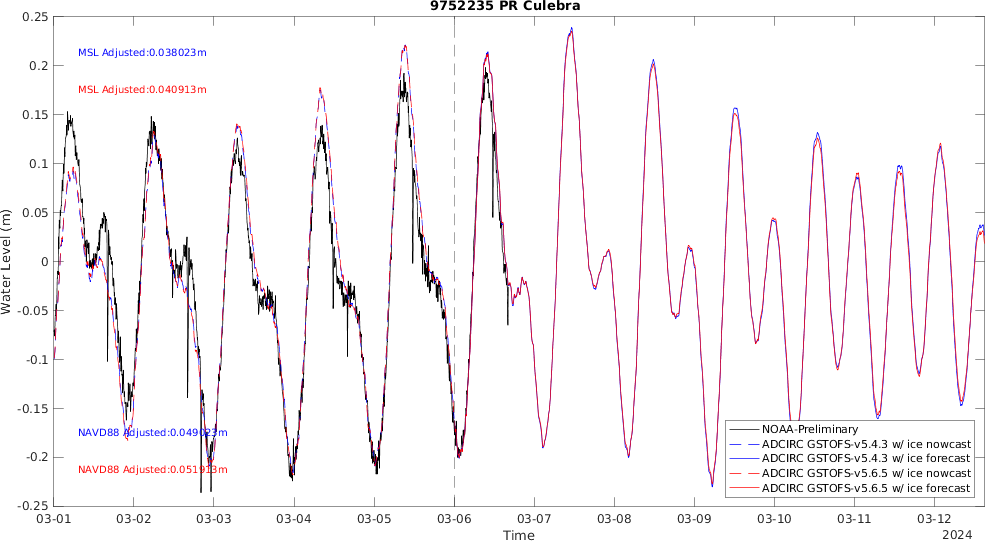 9752235 PR Culebra
0.25
0.2
0.15
0.1
0.05
0
-0.05
-0.1
-0.15
-0.2
-0.25
Water Level (m)
MSL Adjusted:0.038023m
MSL Adjusted:0.040913m
NAVD88 Adjusted:0.049023m
NAVD88 Adjusted:0.051913m
NOAA-Preliminary
ADCIRC GSTOFS-v5.4.3 w/ ice nowcast
ADCIRC GSTOFS-v5.4.3 w/ ice forecast
ADCIRC GSTOFS-v5.6.5 w/ ice nowcast
ADCIRC GSTOFS-v5.6.5 w/ ice forecast
03-01 03-02 03-03 03-04 03-05 03-06 03-07 03-08 03-09 03-10 03-11 03-12
Time
2024